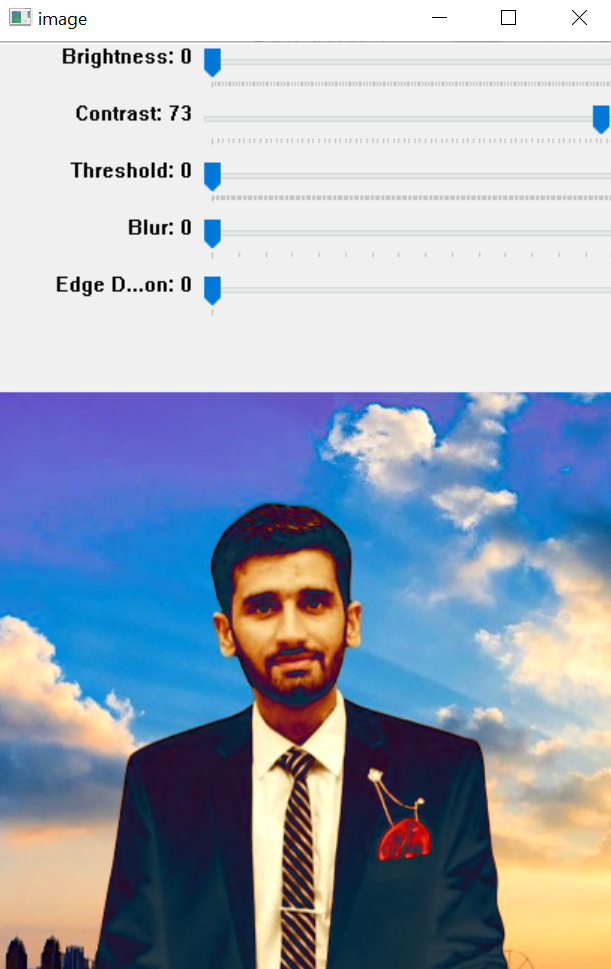 image
Brightness: 0
Contrast: 73
Threshold: 0
Blur: 0
Edge D...on: 0